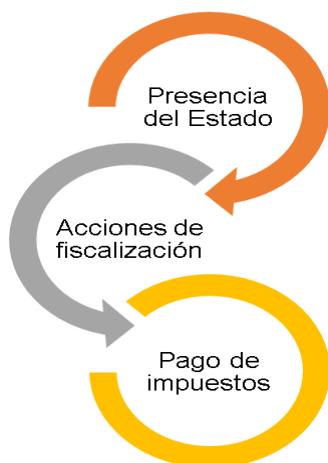 Presencia
del Estado
Acciones de
fiscalización
Pago de
impuestos